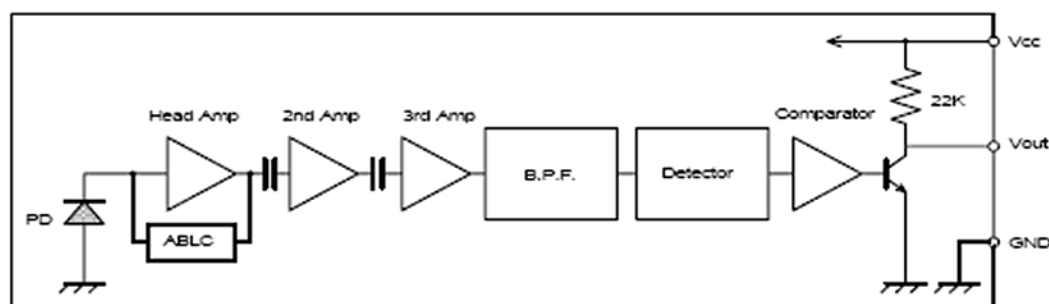 Vcc
22K
Head Amp
2nd Amp
3rd Amp
Comparator
Vout
B.P.F.
Detector
PD
ABLC
GND